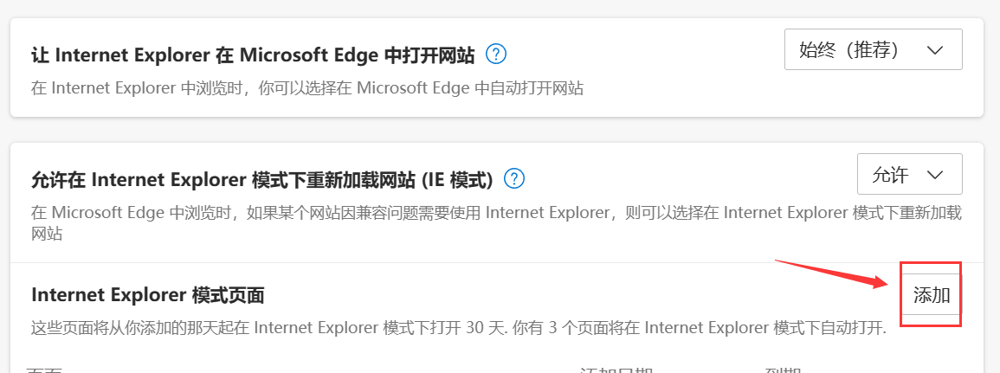 让 Internet Explorer 在 Microsoft Edge 中打开网站 ?
始终（推荐）
在 Internet Explorer 中浏览时，你可以选择在 Microsoft Edge 中自动打开网站
允许在 Internet Explorer 模式下重新加载网站 (IE 模式) ?
允许
在 Microsoft Edge 中浏览时，如果某个网站因兼容问题需要使用 Internet Explorer，则可以选择在 Internet Explorer 模式下重新加载
网站
Internet Explorer 模式页面
添加
这些页面将从你添加的那天起在 Internet Explorer 模式下打开 30 天. 你有 3 个页面将在 Internet Explorer 模式下自动打开.